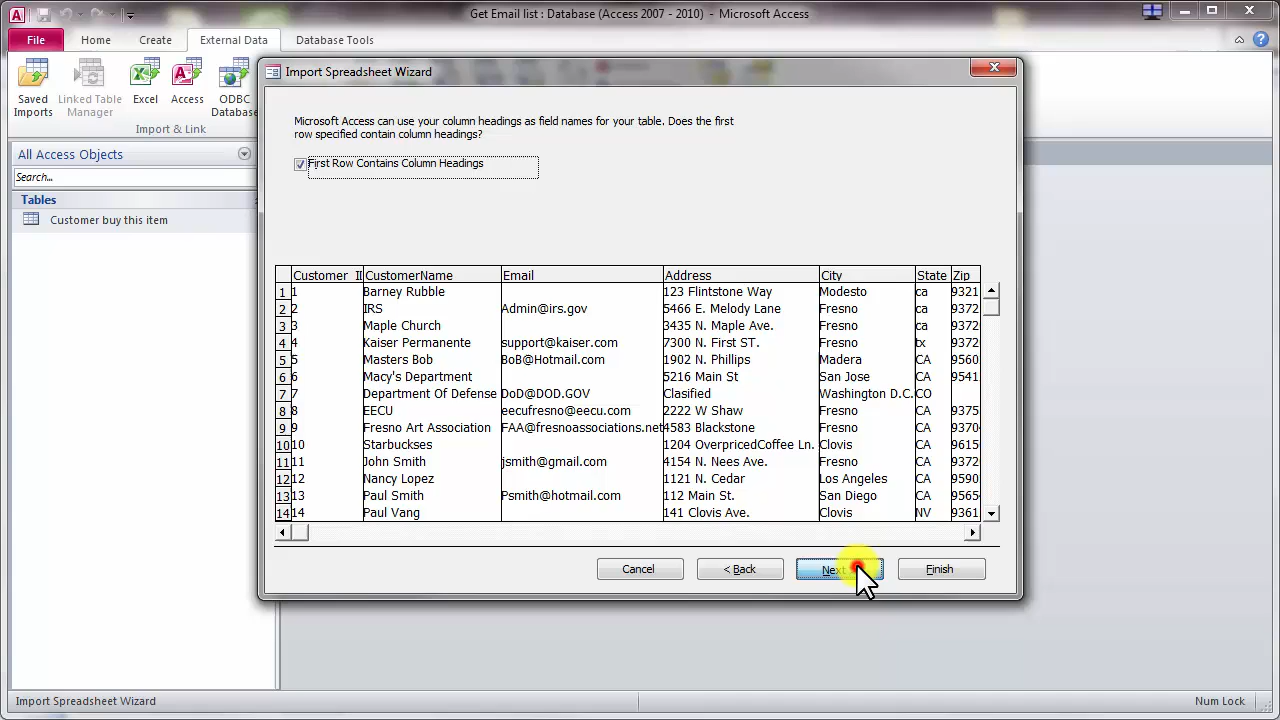 Get Email list : Database (Access 2007 - 2010) - Microsoft Access
File Home Create External Data Database Tools
Saved Imports
Linked Table Manager
Excel
Access
ODBC Database
Import & Link
All Access Objects
Search...
Tables
Customer buy this item
Import Spreadsheet Wizard
Microsoft Access can use your column headings as field names for your table. Does the first
row specified contain column headings?
First Row Contains Column Headings
Customer CustomerName Email Address City State Zip
1 1 Barney Rubble 123 Flintstone Way Modesto ca 9321
2 2 IRS Admin@irs.gov 5466 E. Melody Lane Fresno ca 9372
3 3 Maple Church 3435 N. Maple Ave. Fresno ca 9372
4 4 Kaiser Permanente support@kaiser.com 7300 N. First ST. Fresno tx 9372
5 5 Masters Bob BoB@Hotmail.com 1902 N. Phillips Madera CA 9560
6 6 Macy's Department 5216 Main St San Jose CA 9541
7 7 Department Of Defense DoD@DOD.GOV Clasified Washington D.C. CO
8 8 EECU eecufresno@eecu.com 2222 W Shaw Fresno CA 9375
9 9 Fresno Art Association FAA@fresnoassociations.net 4583 Blackstone Fresno CA 9370
10 10 Starbuckses 1204 OverpricedCoffee Ln. Clovis CA 9615
11 11 John Smith jsmith@gmail.com 4154 N. Nees Ave. Fresno CA 9372
12 12 Nancy Lopez 1121 N. Cedar Los Angeles CA 9590
13 13 Paul Smith Psmith@hotmail.com 112 Main St. San Diego CA 9565
14 14 Paul Vang 141 Clovis Ave. Clovis NV 9361
Cancel < Back Next Finish
Import Spreadsheet Wizard Num Lock